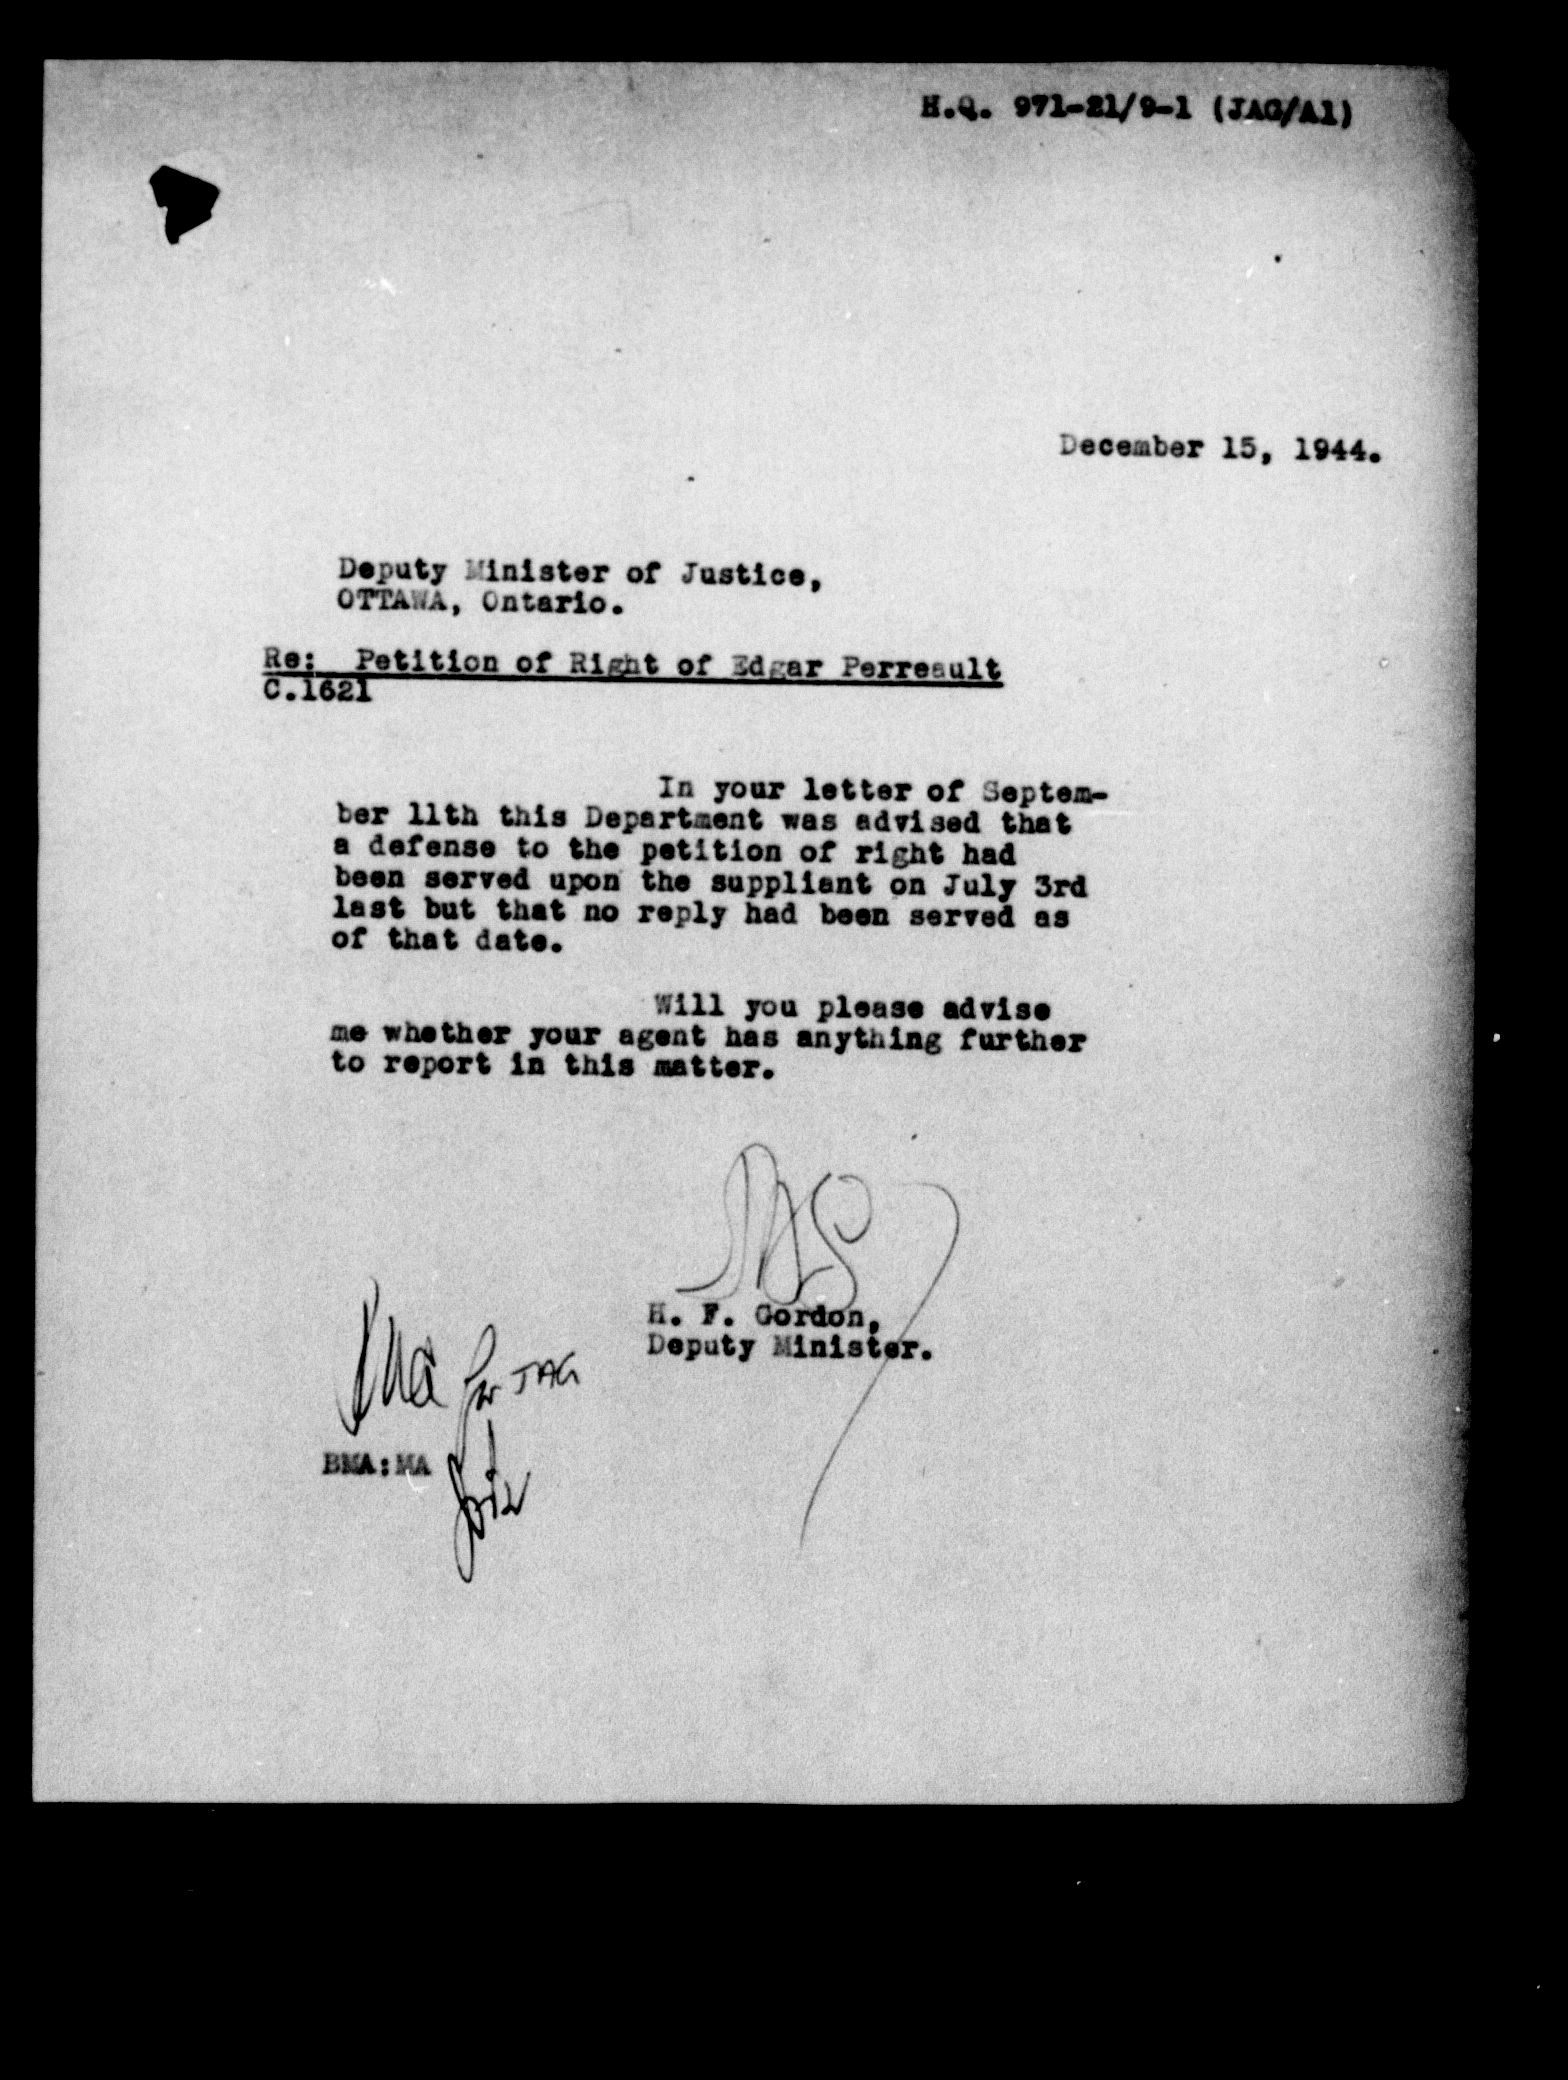 H.Q. 971-21/9-1 (JAG/A1)
December 15, 1944.
Deputy Minister of Justice,
OTTAWA, Ontario.
Re: Petition of Right of Edgar Perreault
C.1621
In your letter of Septem-
ber 11th this Department was advised that
a defense to the petition of right had
been served upon the suppliant on July 3rd
last but that no reply had been served as
of that date.
Will you please advise
me whether your agent has anything further
to report in this matter.
H. F. Gordon,
Deputy Minister.
for JAG
BMA:MA